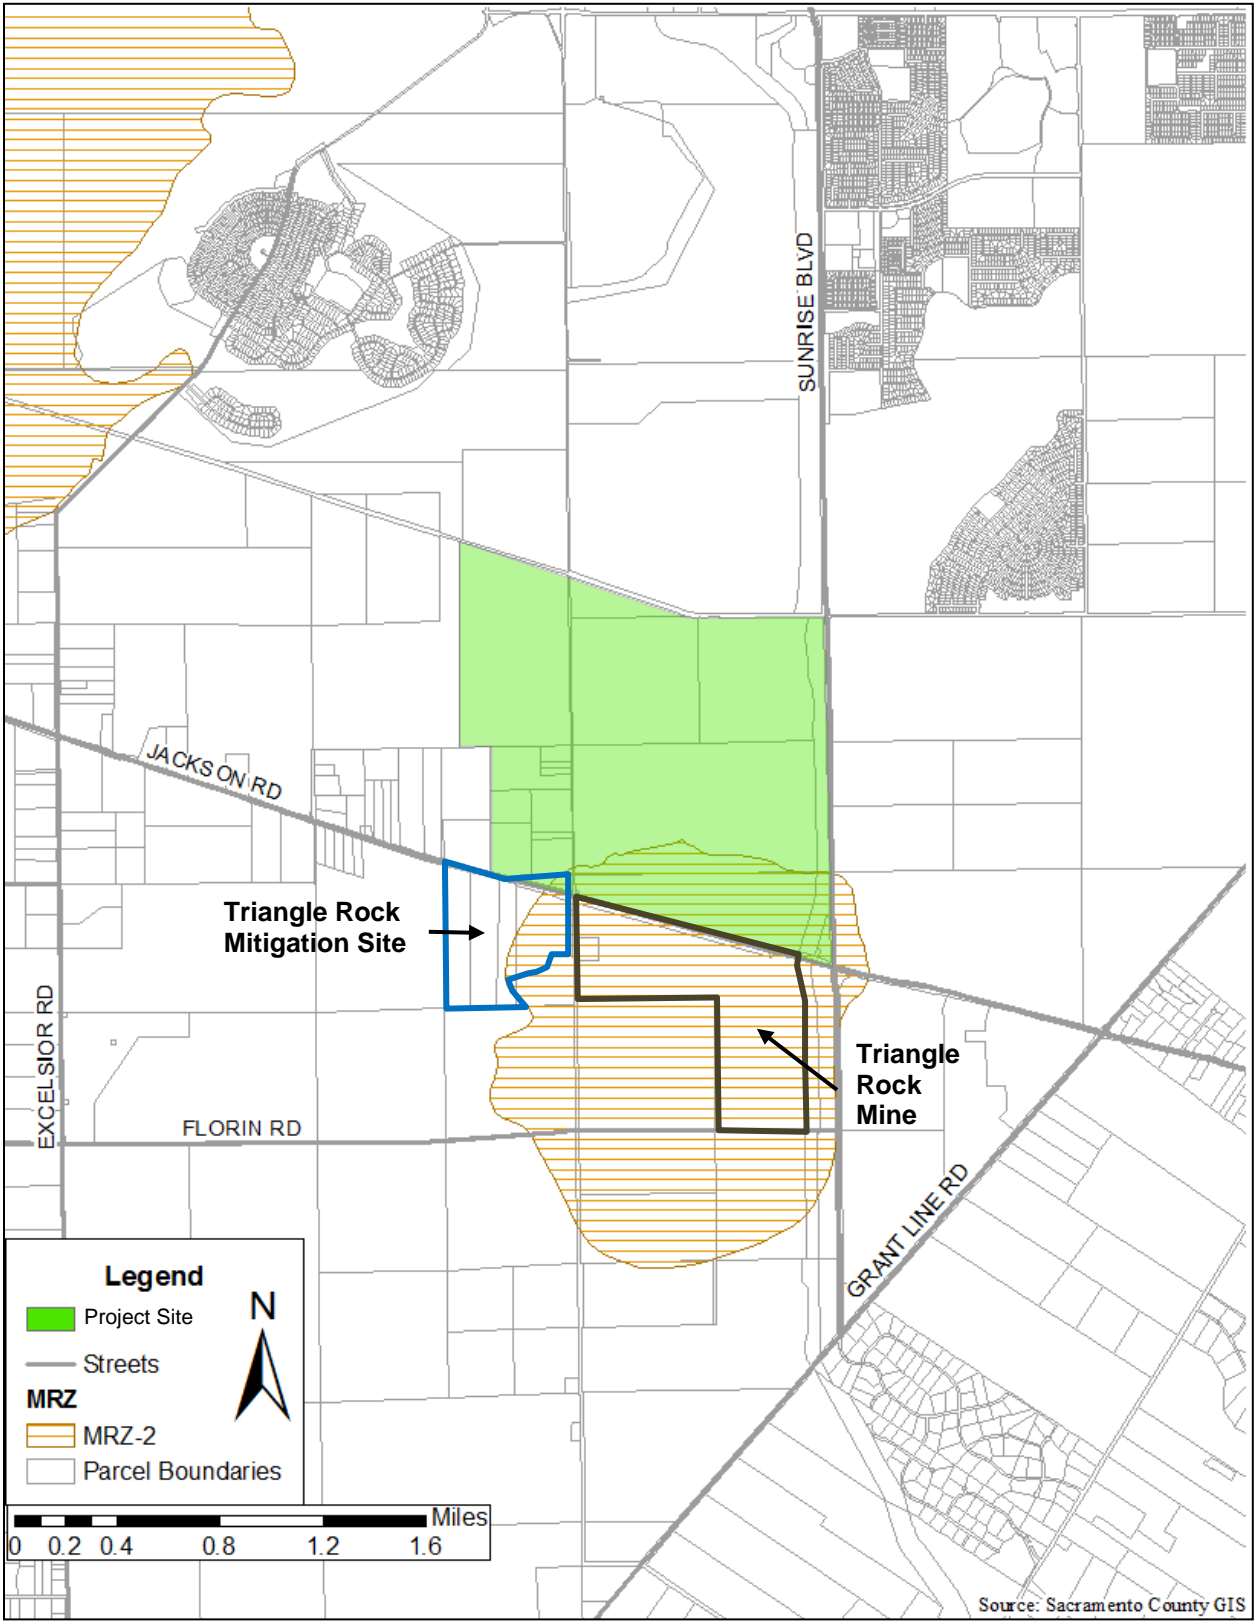 SUNRISE BLVD
JACKSON RD
Triangle Rock
Mitigation Site
EXCELSIOR RD
Triangle
Rock
Mine
FLORIN RD
GRANT LINE RD
Legend
Project Site
N
Streets
MRZ
MRZ-2
Parcel Boundaries
Miles
0 0.2 0.4 0.8 1.2 1.6
Source: Sacramento County GIS